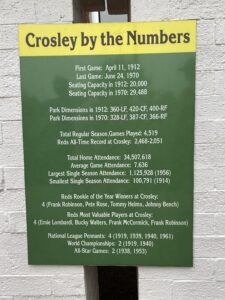 Crosley by the Numbers
First Game: April 11, 1912
Last Game: June 24, 1970
Seating Capacity in 1912: 20,000
Seating Capacity in 1970: 29,488
Park Dimensions in 1912: 360-LF, 420-CF, 400-RF
Park Dimensions in 1970: 328-LF, 387-CF, 366-RF
Total Regular Season Games Played: 4,519
Reds All-Time Record at Crosley: 2,468-2,051
Total Home Attendance: 34,507,618
Average Game Attendance: 7,636
Largest Single Season Attendance: 1,125,928 (1956)
Smallest Single Season Attendance: 100,791 (1914)
Reds Rookie of the Year Winners at Crosley:
4 (Frank Robinson, Pete Rose, Tommy Helms, Johnny Bench)
Reds Most Valuable Players at Crosley:
4 (Ernie Lombardi, Bucky Walters, Frank McCormick, Frank Robinson)
National League Pennants: 4 (1919, 1939, 1940, 1961)
World Championships: 2 (1919, 1940)
All-Star Games: 2 (1938, 1953)